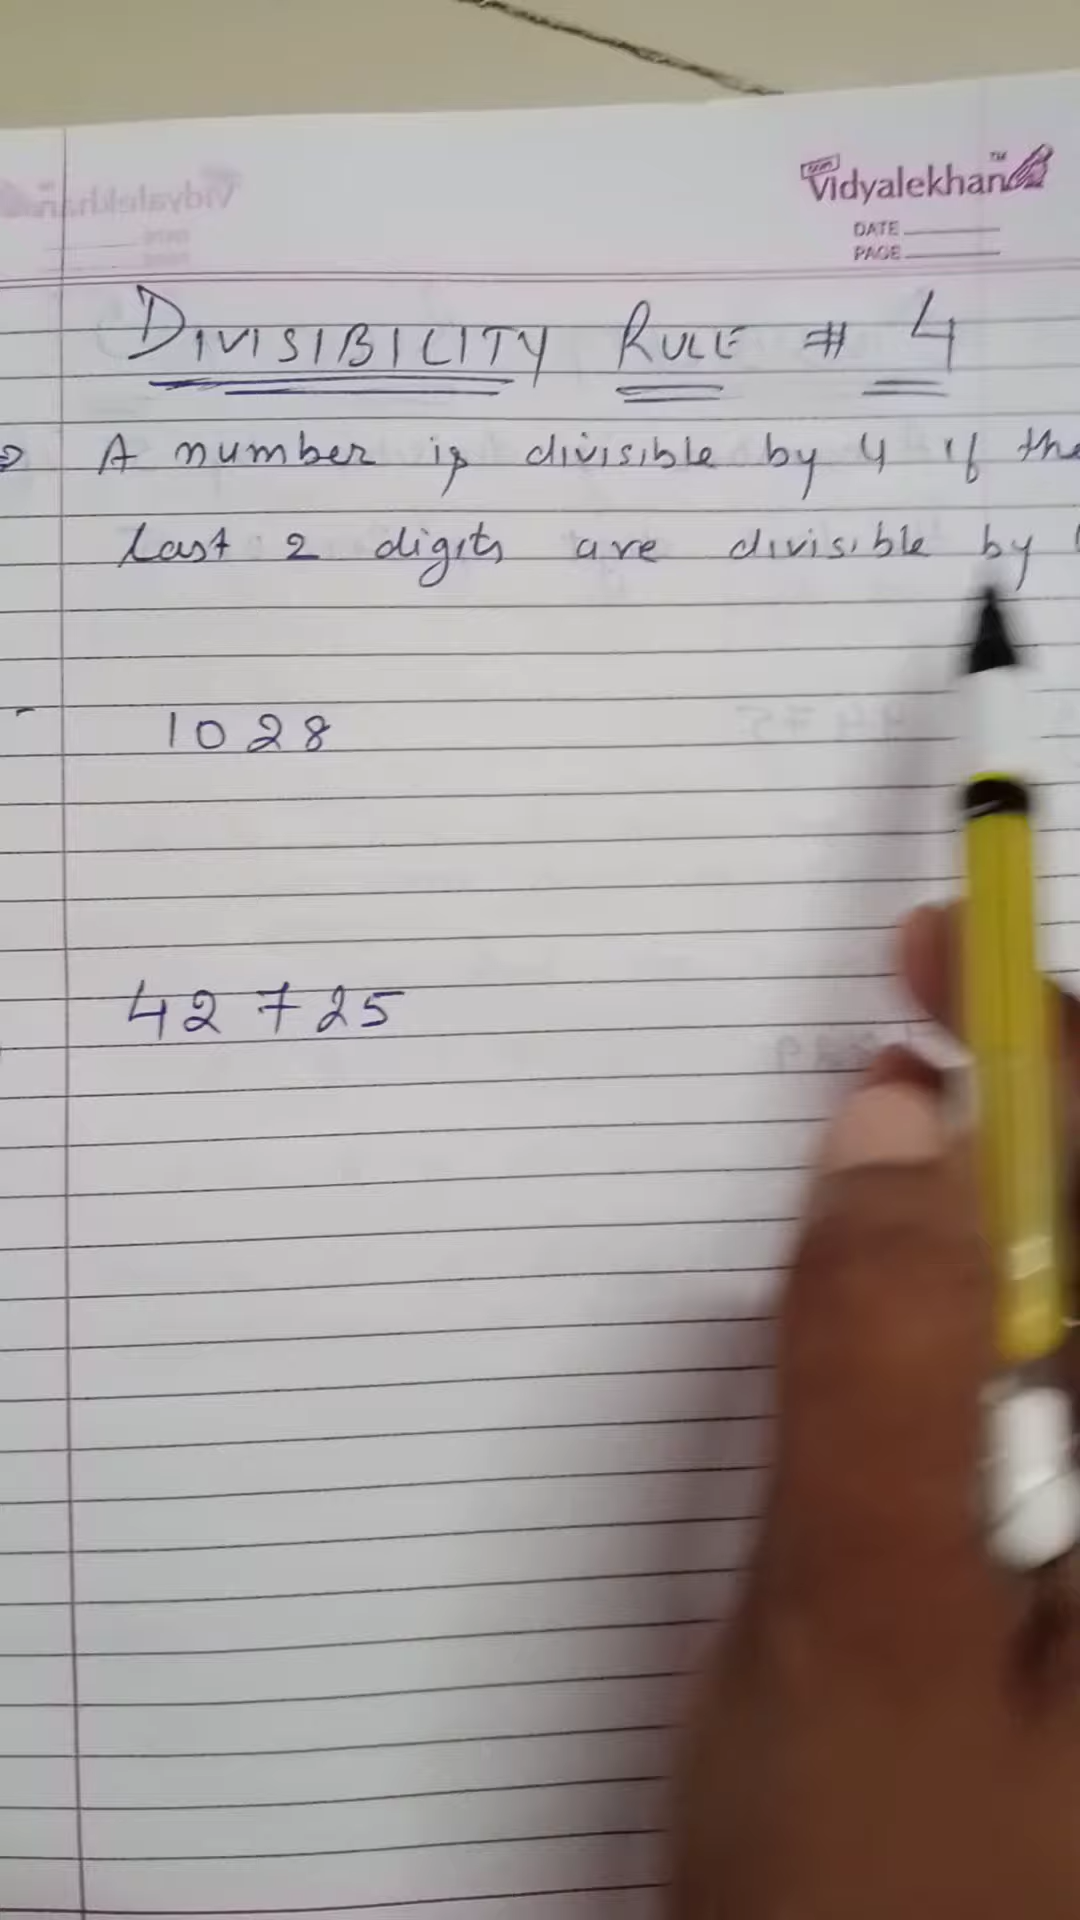 Vidyalekhan™
DATE
PAGE
DIVISIBILITY RULE # 4
A number is divisible by 4 if the
last 2 digits are divisible by
1028
42725